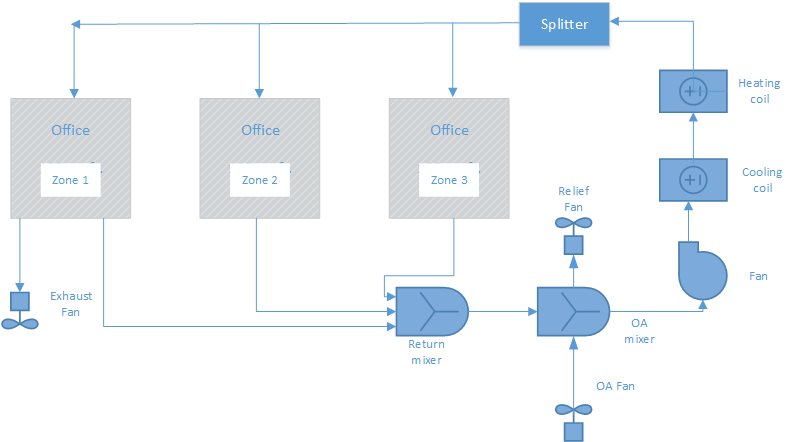 Splitter
Heating
coil
Office
Office
Office
Zone 1
Zone 2
Zone 3
Cooling
coil
Relief
Fan
Fan
Exhaust
Fan
OA
mixer
Return
mixer
OA Fan